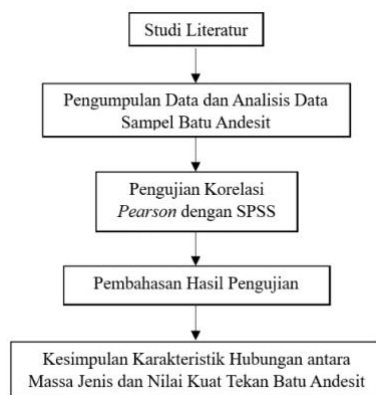 Studi Literatur
Pengumpulan Data dan Analisis Data
Sampel Batu Andesit
Pengujian Korelasi
Pearson dengan SPSS
Pembahasan Hasil Pengujian
Kesimpulan Karakteristik Hubungan antara
Massa Jenis dan Nilai Kuat Tekan Batu Andesit